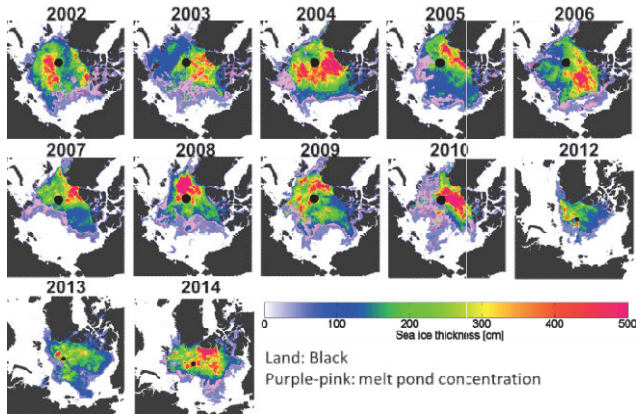 2002 2003 2004 2005 2006
2007 2008 2009 2010 2012
2013 2014
0 100 200 300 400 500
Sea ice thickness [cm]
Land: Black
Purple-pink: melt pond concentration